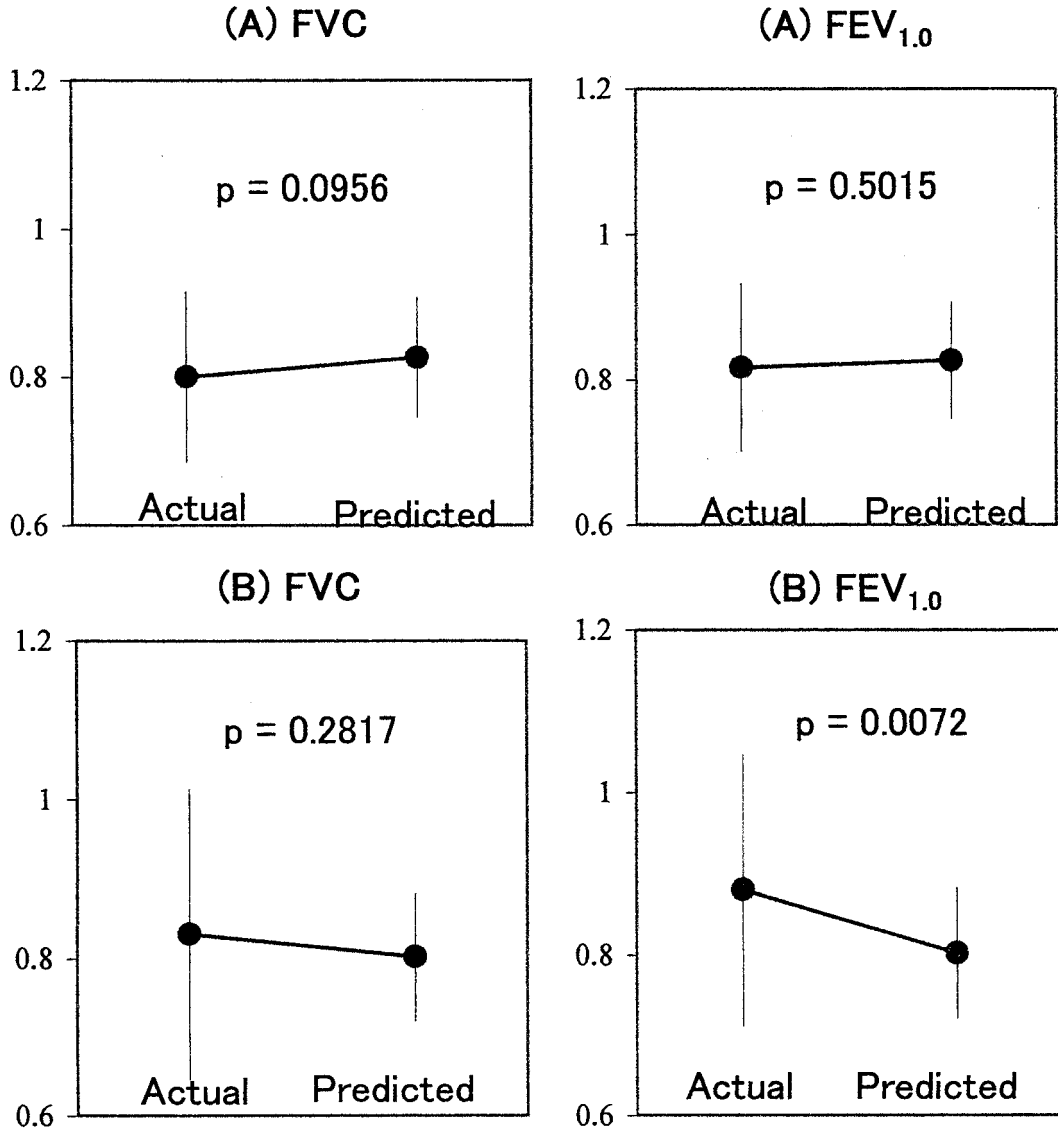 (A) FVC
1.2
p = 0.0956
1
0.8
Actual Predicted
0.6
(A) FEV1.0
1.2
p = 0.5015
1
0.8
Actual Predicted
0.6
(B) FVC
1.2
p = 0.2817
1
0.8
Actual Predicted
0.6
(B) FEV1.0
1.2
p = 0.0072
1
0.8
Actual Predicted
0.6